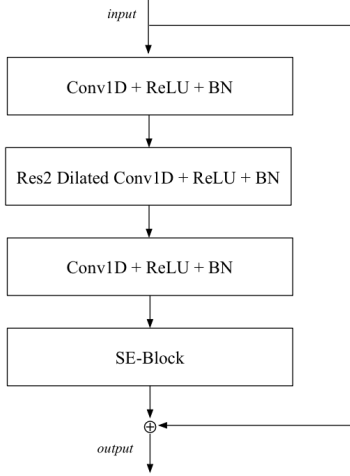 input
Conv1D + ReLU + BN
Res2 Dilated Conv1D + ReLU + BN
Conv1D + ReLU + BN
SE-Block
output